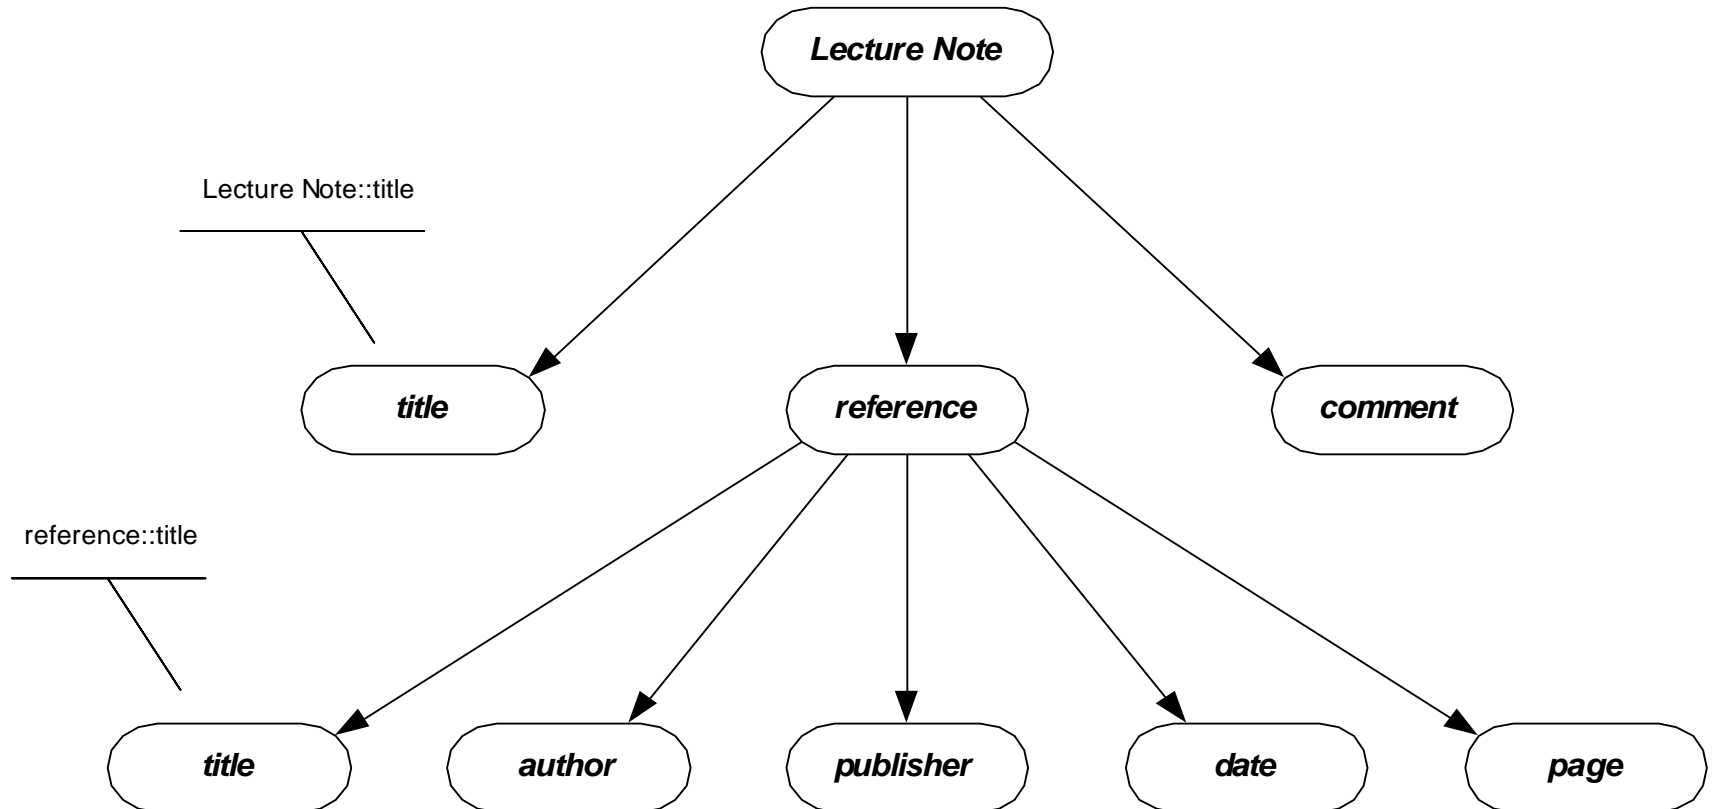 Lecture Note
Lecture Note::title
title
reference
comment
reference::title
title
author
publisher
date
page